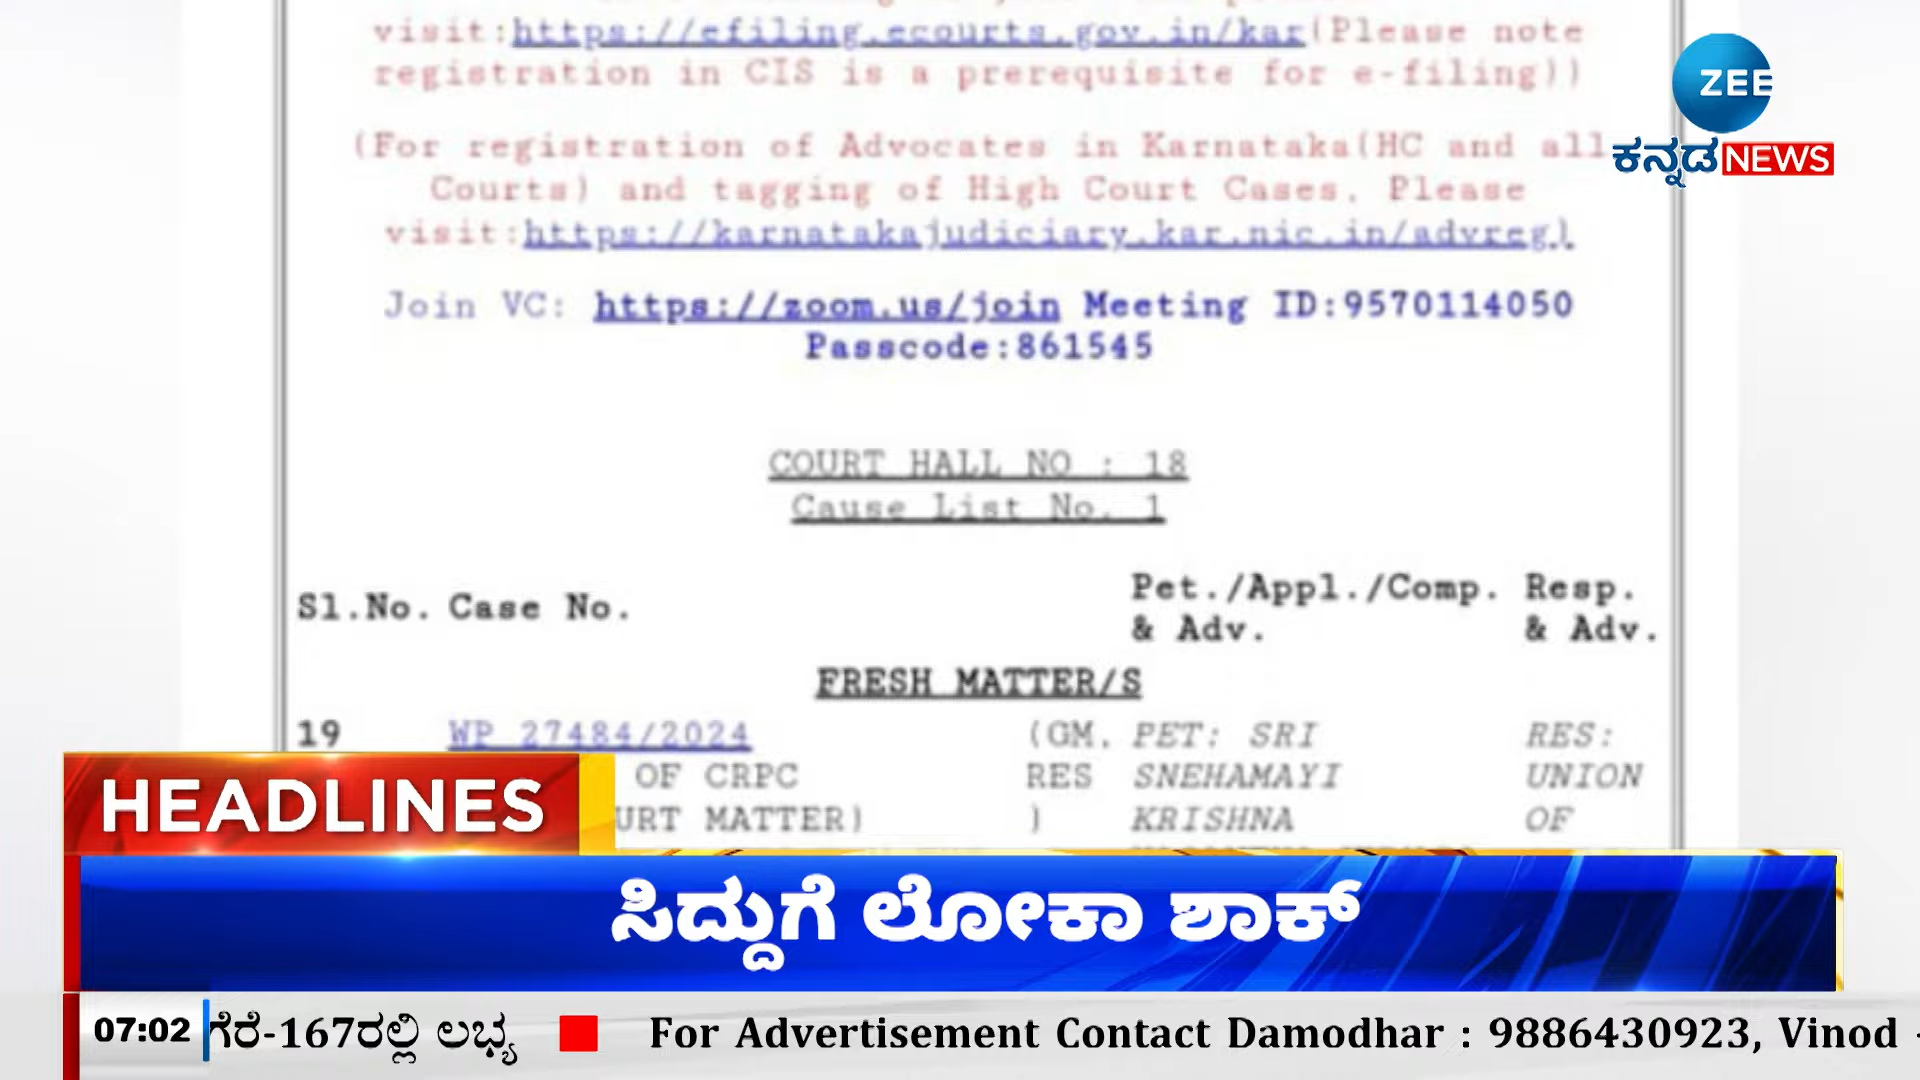 visit:https://efiling.ecourts.gov.in/kar(Please note
registration in CIS is a prerequisite for e-filing))
(For registration of Advocates in Karnataka(HC and all
Courts) and tagging of High Court Cases, Please
visit:https://karnatakajudiciary.kar.nic.in/advreg)
Join VC: https://zoom.us/join Meeting ID:9570114050
Passcode:861545
ZEE
ಕನ್ನಡ NEWS
COURT HALL NO : 18
Cause List No. 1
Sl.No. Case No. Pet./Appl./Comp. Resp.
& Adv. & Adv.
FRESH MATTER/S
19 WP 27484/2024 (GM, PET: SRI RES:
OF CRPC RES SNEHAMAYI UNION
URT MATTER) ) KRISHNA OF
HEADLINES
ಸಿದ್ದುಗೆ ಲೋಕಾ ಶಾಕ್
07:02 ಗೆರೆ-167ರಲ್ಲಿ ಲಭ್ಯ For Advertisement Contact Damodhar : 9886430923, Vinod -